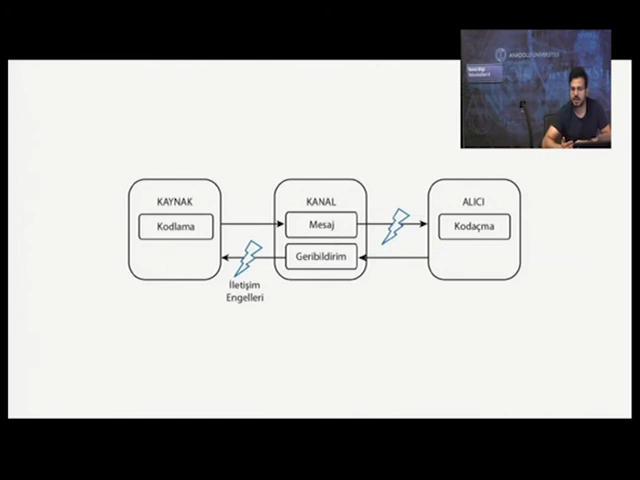 ANADOLU ÜNİVERSİTESİ
KAYNAK
Kodlama
KANAL
Mesaj
Geribildirim
ALICI
Kodaçma
İletişim
Engelleri